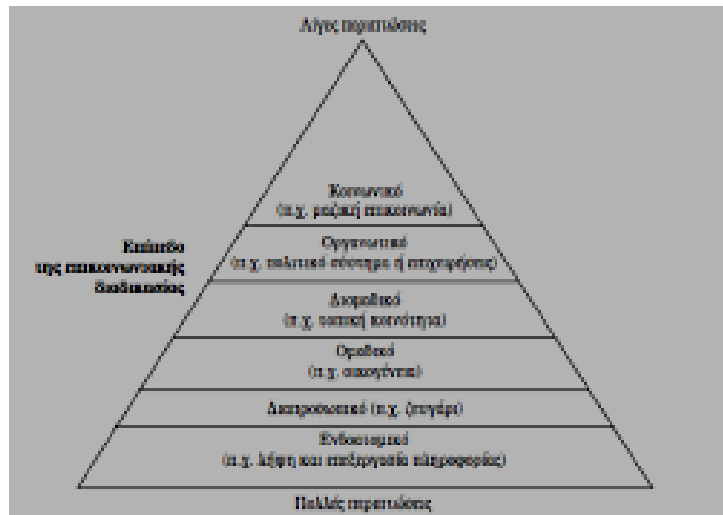 Λίγες περιπτώσεις
Κοινωνικό
(π.χ. μαζική επικοινωνία)
Επίπεδο
της επικοινωνιακής
διαδικασίας
Οργανωτικό
(π.χ. πολιτικό σύστημα ή επιχειρήσεις)
Διομαδικό
(π.χ. τοπική κοινότητα)
Ομαδικό
(π.χ. οικογένεια)
Διαπροσωπικό (π.χ. ζευγάρι)
Ενδοατομικό
(π.χ. λήψη και επεξεργασία πληροφορίας)
Πολλές περιπτώσεις